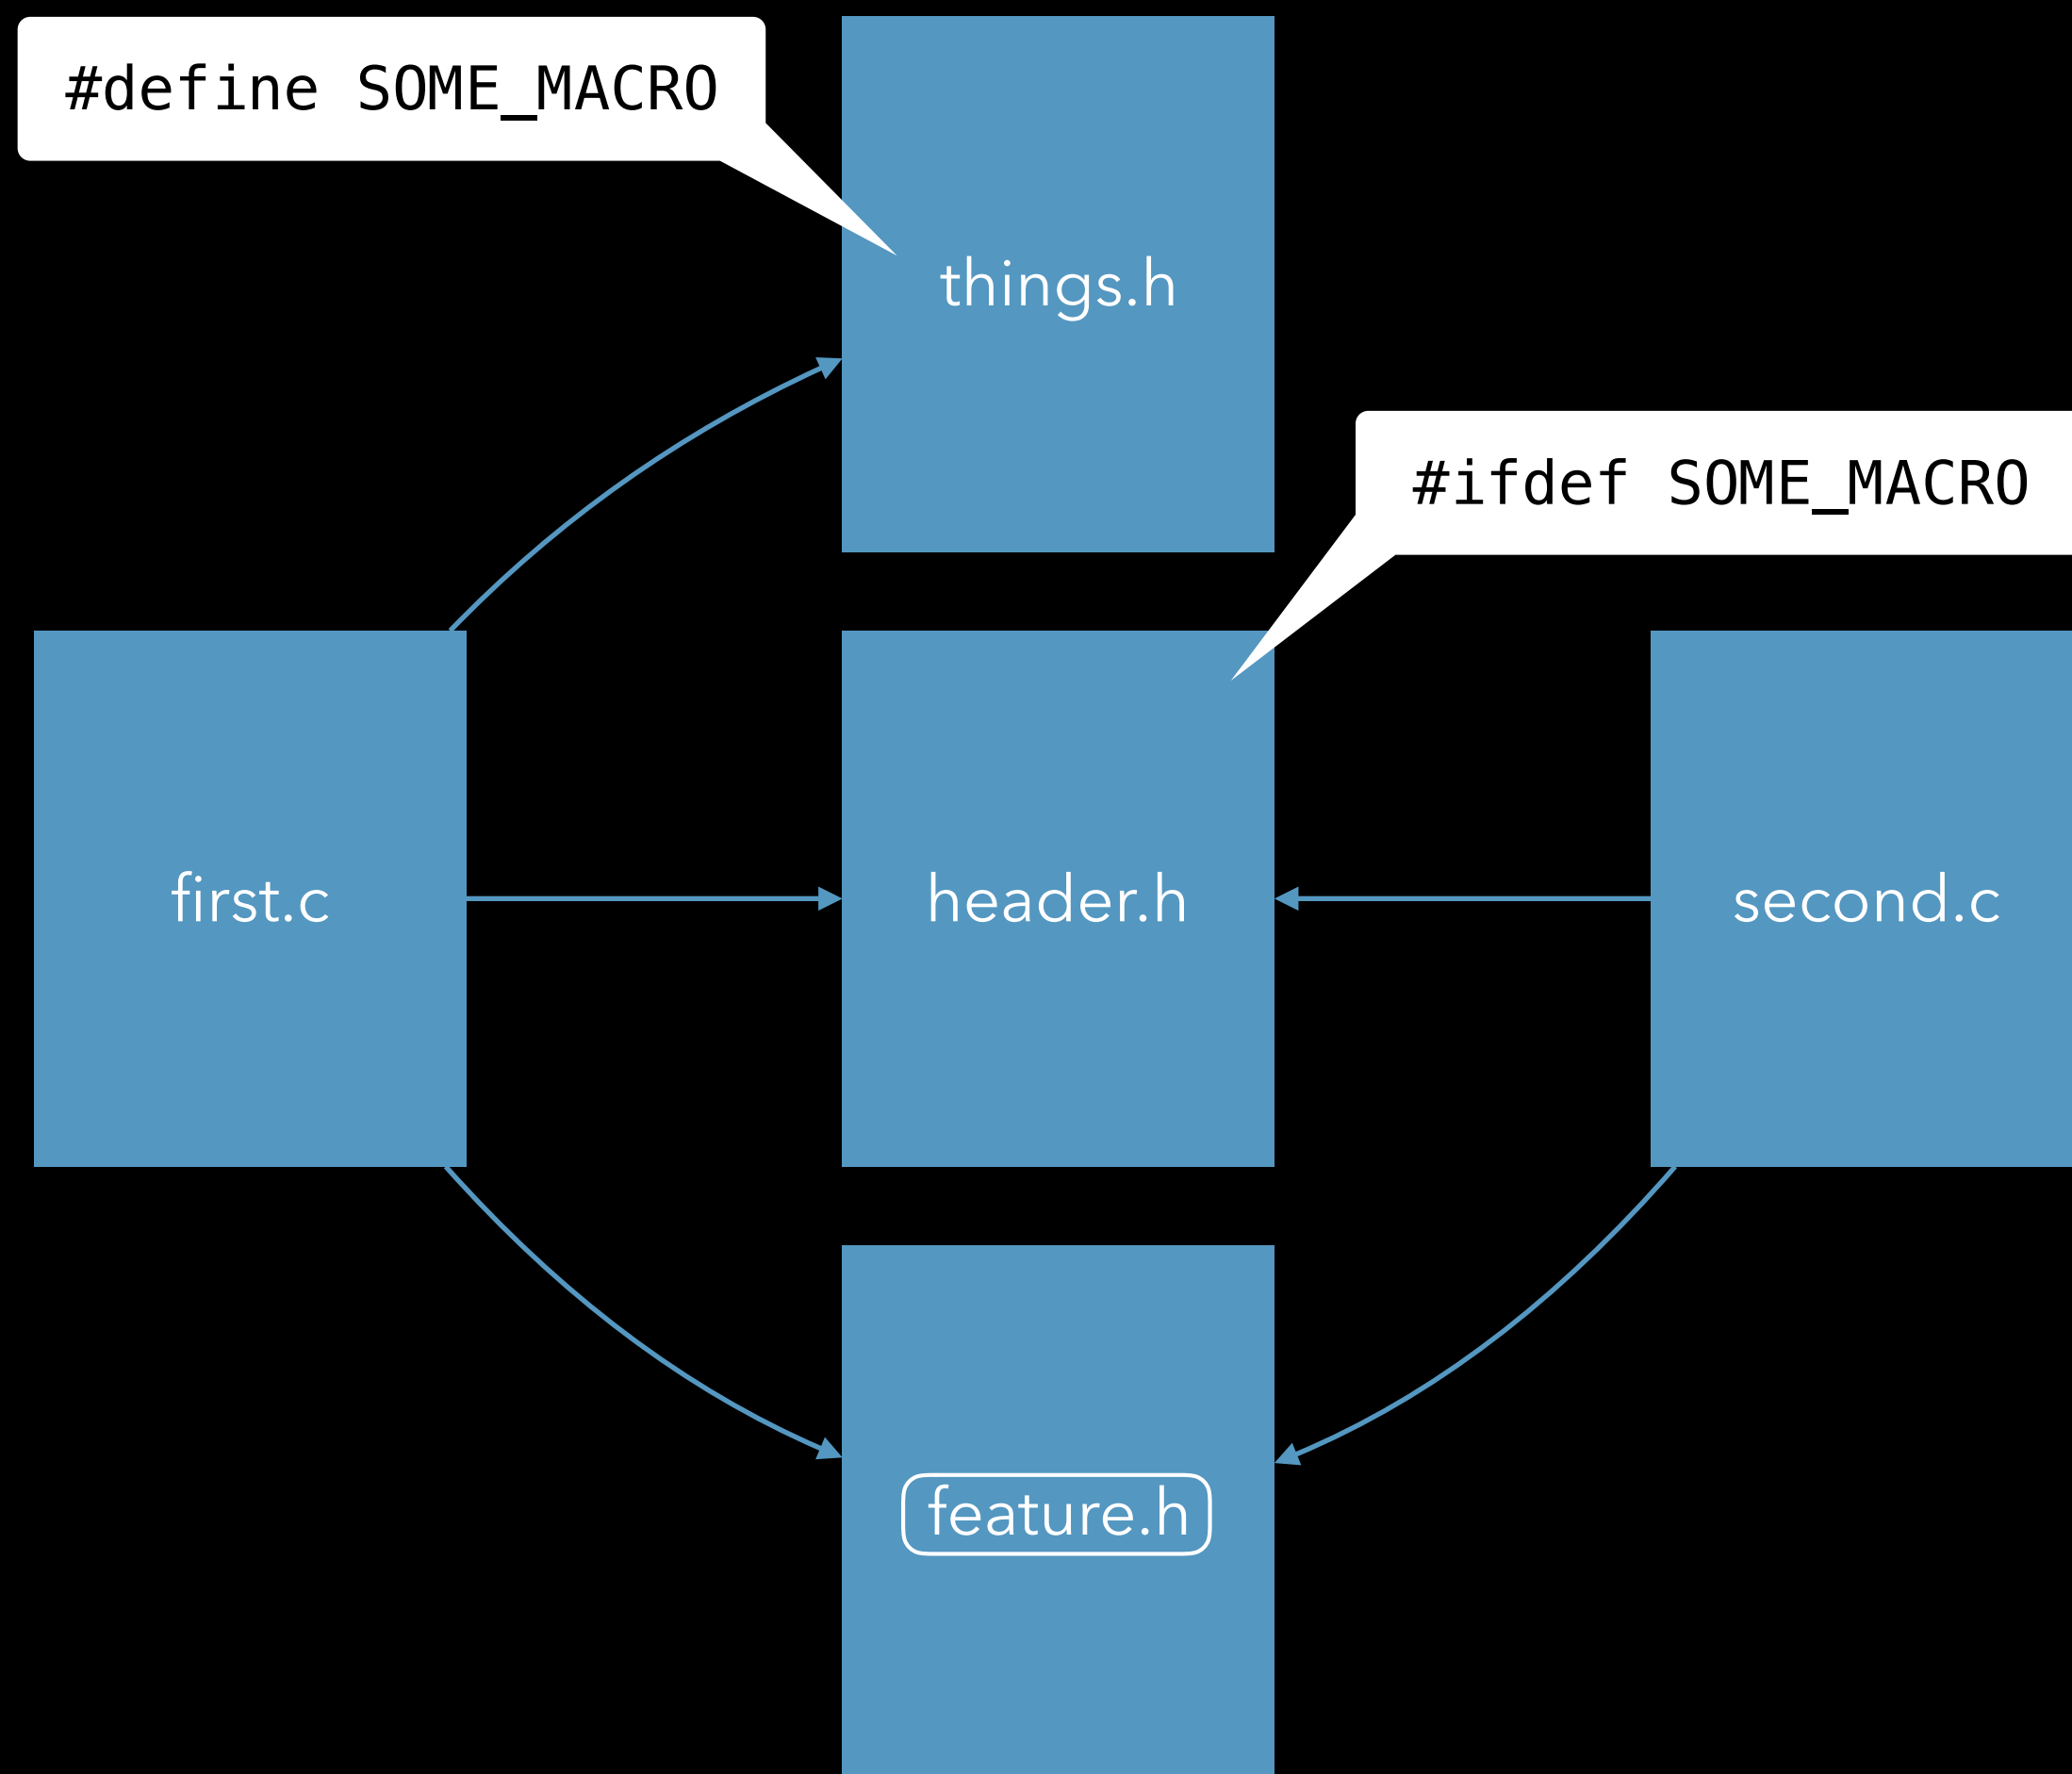 #define SOME_MACRO
things.h
#ifdef SOME_MACRO
first.c
header.h
second.c
feature.h